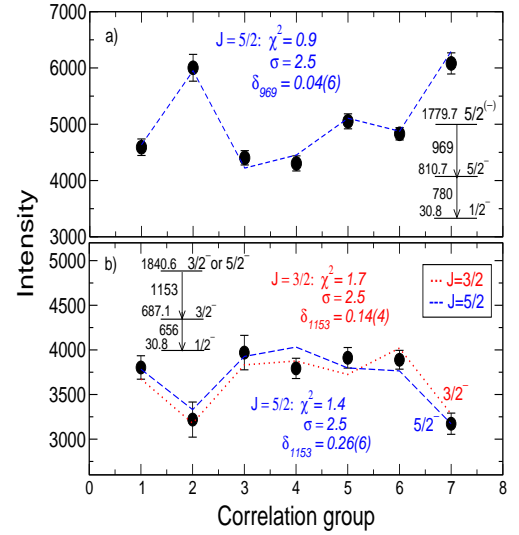 Intensity
7000
6000
5000
4000
3000
a)
J = 5/2: χ² = 0.9
σ = 2.5
δ₉₆₉ = 0.04(6)
1779.7 5/2⁽⁻⁾
969
810.7 5/2⁻
780
30.8 1/2⁻
5000
4500
4000
3500
3000
b)
1840.6 3/2⁻ or 5/2⁻
1153
687.1 3/2⁻
656
30.8 1/2⁻
J = 3/2: χ² = 1.7
σ = 2.5
δ₁₁₅₃ = 0.14(4)
J=3/2
J=5/2
J = 5/2: χ² = 1.4
σ = 2.5
δ₁₁₅₃ = 0.26(6)
3/2⁻
5/2⁻
0 1 2 3 4 5 6 7 8
Correlation group